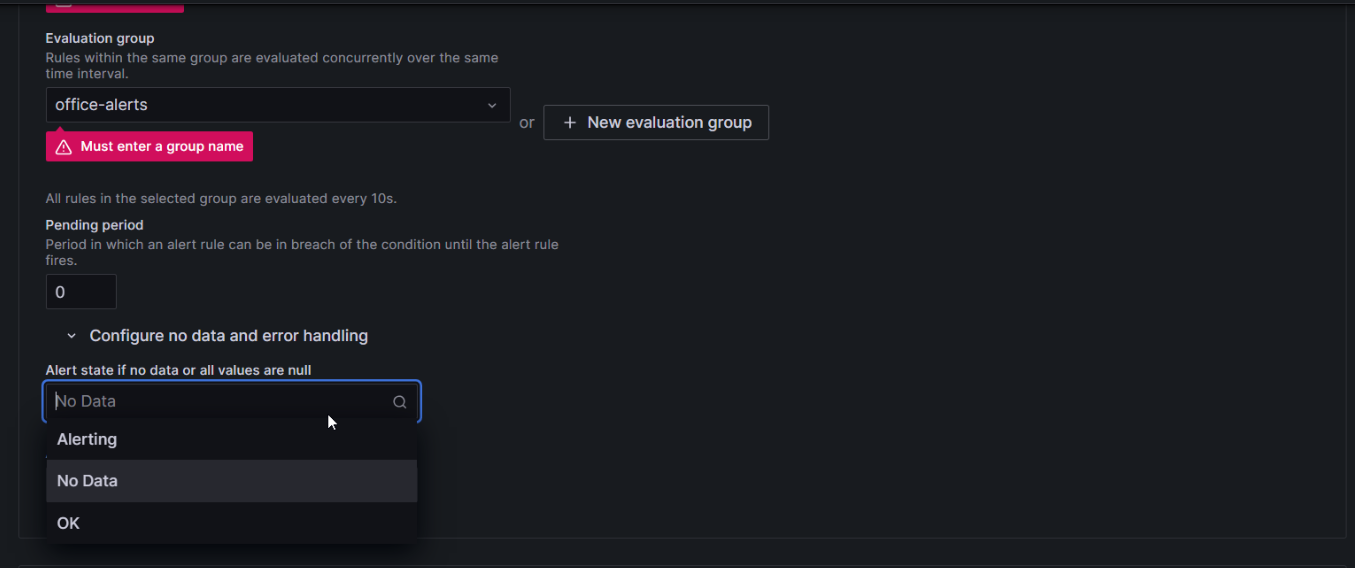 Evaluation group
Rules within the same group are evaluated concurrently over the same
time interval.
office-alerts
or
New evaluation group
Must enter a group name
All rules in the selected group are evaluated every 10s.
Pending period
Period in which an alert rule can be in breach of the condition until the alert rule
fires.
0
Configure no data and error handling
Alert state if no data or all values are null
No Data
Alerting
No Data
OK